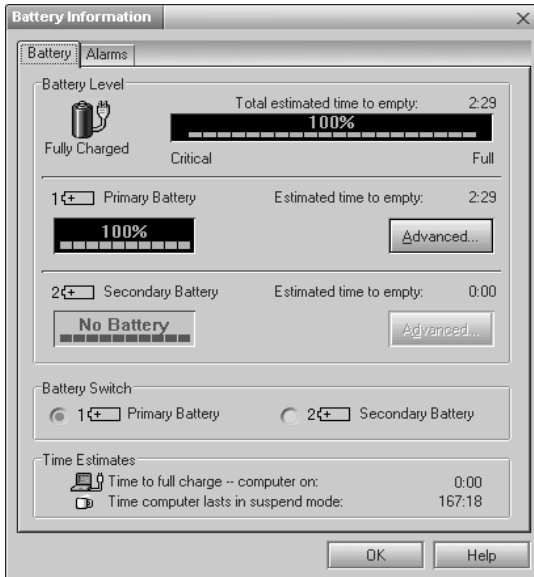 Battery Information
Battery Alarms
Battery Level
Total estimated time to empty: 2:29
100%
Fully Charged
Critical Full
1 Primary Battery Estimated time to empty: 2:29
100%
Advanced...
2 Secondary Battery Estimated time to empty: 0:00
No Battery
Advanced...
Battery Switch
1 Primary Battery 2 Secondary Battery
Time Estimates
Time to full charge -- computer on: 0:00
Time computer lasts in suspend mode: 167:18
OK Help